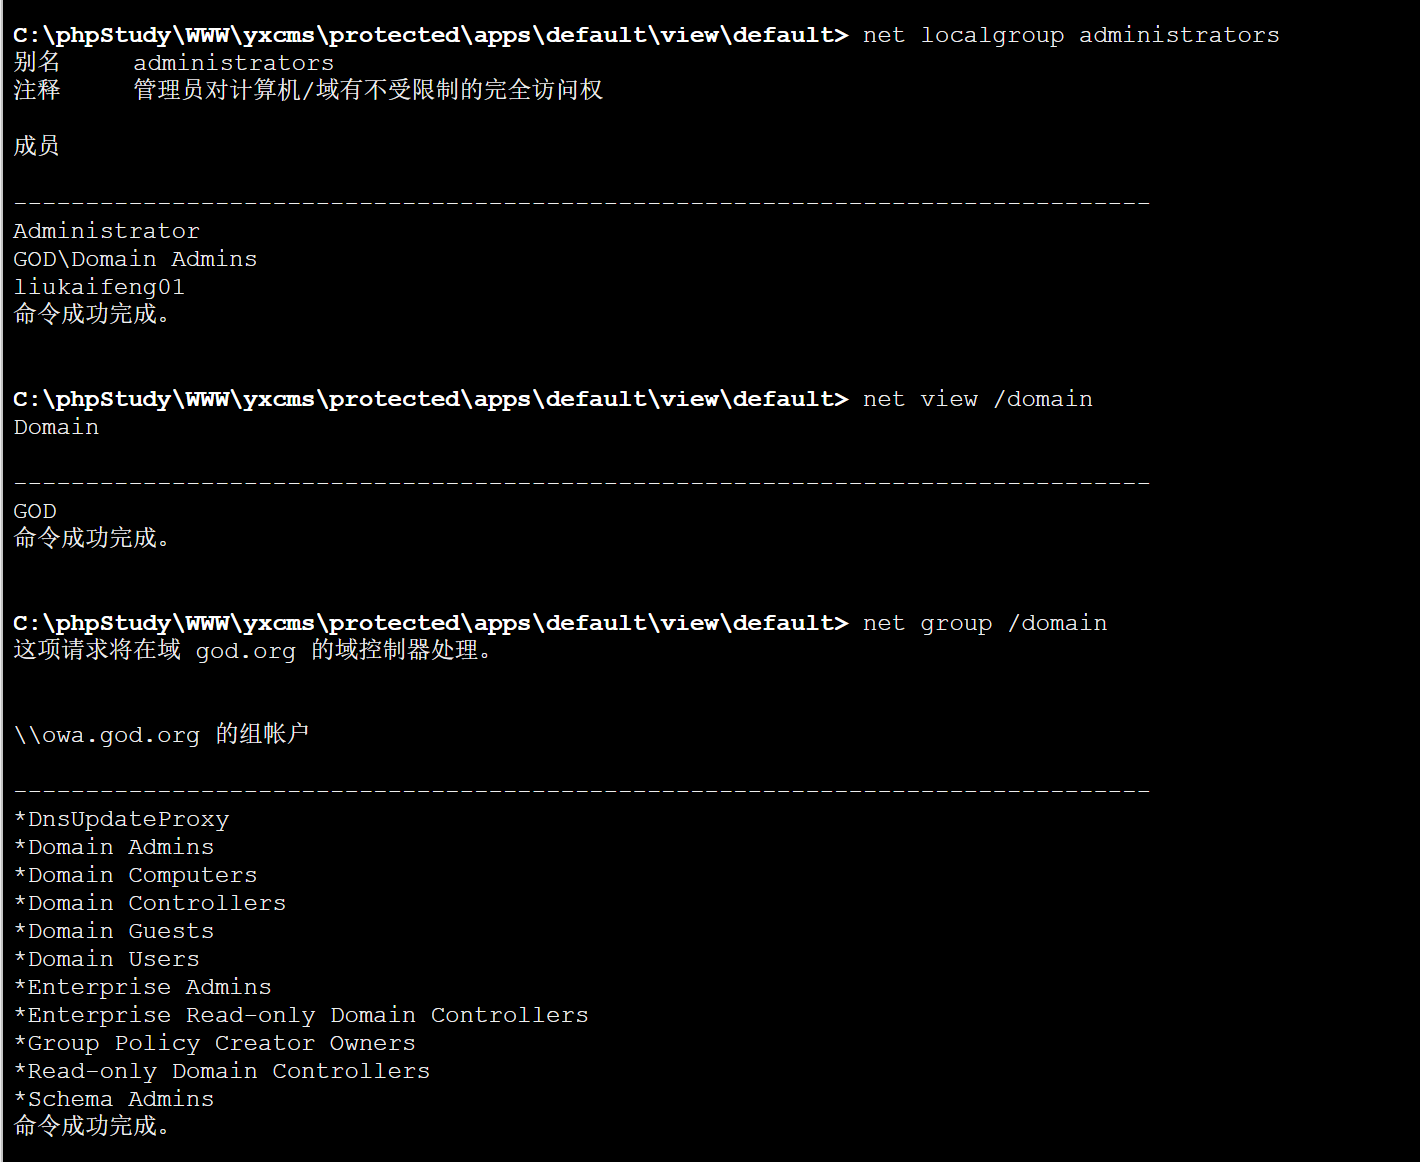 C:\phpStudy\WWW\yxcms\protected\apps\default\view\default> net localgroup administrators
别名     administrators
注释     管理员对计算机/域有不受限制的完全访问权
成员
-------------------------------------------------------------------------------
Administrator
GOD\Domain Admins
liukaifeng01
命令成功完成。
C:\phpStudy\WWW\yxcms\protected\apps\default\view\default> net view /domain
Domain
-------------------------------------------------------------------------------
GOD
命令成功完成。
C:\phpStudy\WWW\yxcms\protected\apps\default\view\default> net group /domain
这项请求将在域 god.org 的域控制器处理。
\\owa.god.org 的组帐户
-------------------------------------------------------------------------------
*DnsUpdateProxy
*Domain Admins
*Domain Computers
*Domain Controllers
*Domain Guests
*Domain Users
*Enterprise Admins
*Enterprise Read-only Domain Controllers
*Group Policy Creator Owners
*Read-only Domain Controllers
*Schema Admins
命令成功完成。